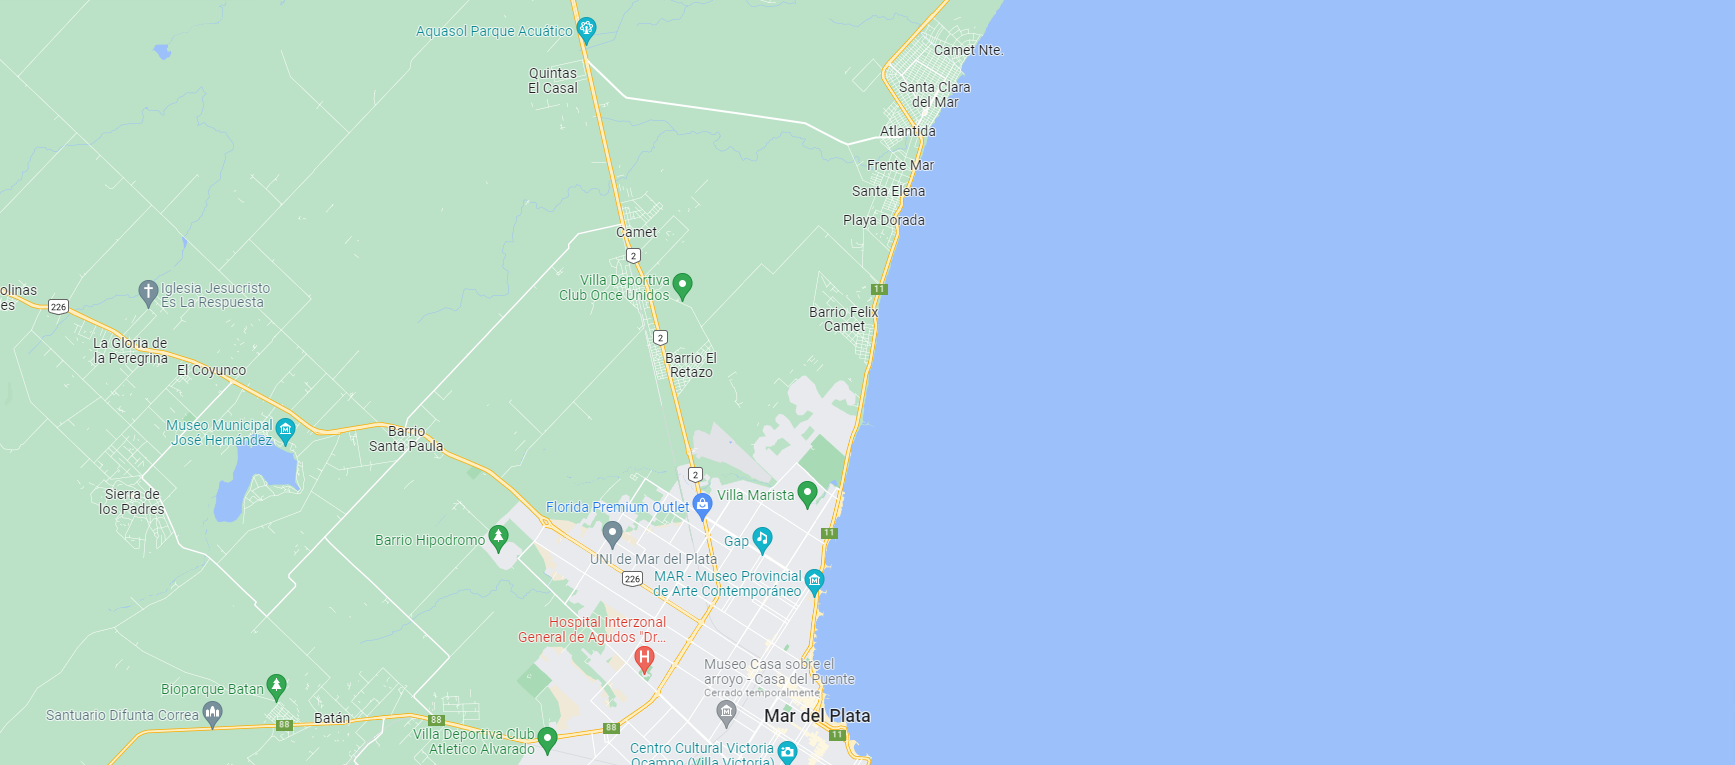 Aquasol Parque Acuático
Camet Nte.
Quintas
El Casal
Santa Clara
del Mar
Atlantida
Frente Mar
Santa Elena
Playa Dorada
Camet
2
Villa Deportiva
Club Once Unidos
11
Iglesia Jesucristo
Es La Respuesta
olinas
es
226
Barrio Felix
Camet
2
La Gloria de
la Peregrina
El Coyunco
Barrio El
Retazo
Museo Municipal
José Hernández
Barrio
Santa Paula
2
Sierra de
los Padres
Villa Marista
Florida Premium Outlet
11
Barrio Hipodromo
Gap
UNI de Mar del Plata
226
MAR - Museo Provincial
de Arte Contemporáneo
Hospital Interzonal
General de Agudos "Dr...
H
Museo Casa sobre el
arroyo - Casa del Puente
Cerrado temporalmente
Bioparque Batan
Santuario Difunta Correa
88
Batán
88
88
Mar del Plata
11
Villa Deportiva Club
Atletico Alvarado
Centro Cultural Victoria
Ocampo (Villa Victoria)